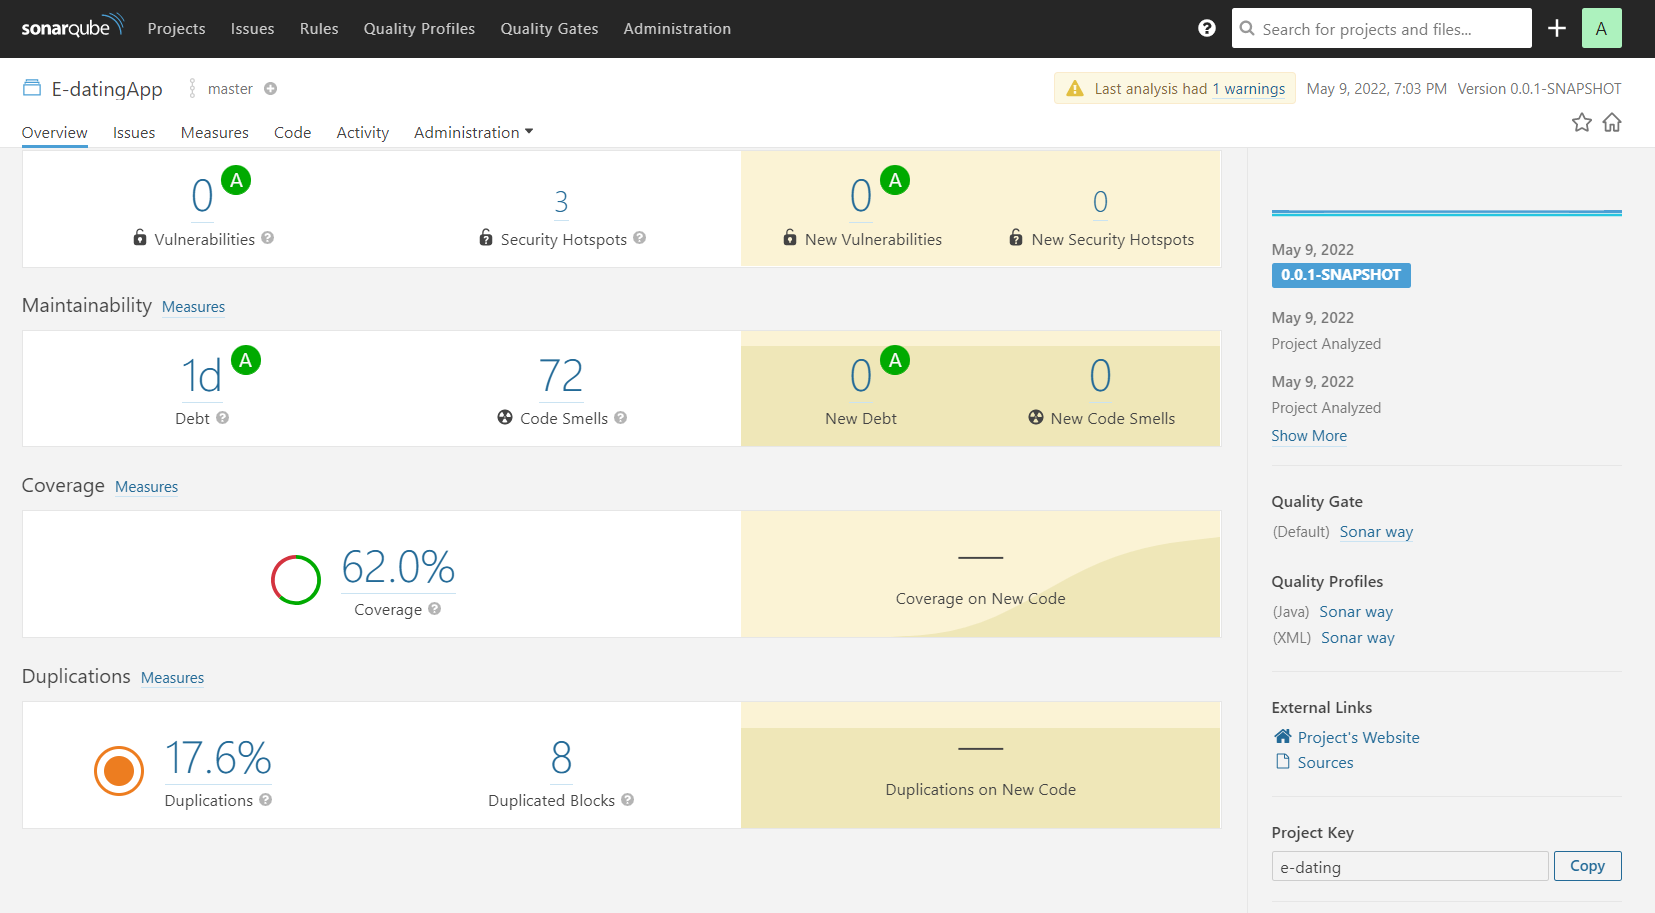 sonarqube Projects Issues Rules Quality Profiles Quality Gates Administration ? Search for projects and files... A
E-datingApp master Last analysis had 1 warnings May 9, 2022, 7:03 PM Version 0.0.1-SNAPSHOT
Overview Issues Measures Code Activity Administration
0 A 3 0 A 0
Vulnerabilities ? Security Hotspots ? New Vulnerabilities New Security Hotspots
Maintainability Measures
1d A 72 0 A 0
Debt ? Code Smells ? New Debt New Code Smells
Coverage Measures
62.0%
Coverage ? Coverage on New Code
Duplications Measures
17.6% 8
Duplications ? Duplicated Blocks ? Duplications on New Code
May 9, 2022
0.0.1-SNAPSHOT
May 9, 2022
Project Analyzed
May 9, 2022
Project Analyzed
Show More
Quality Gate
(Default) Sonar way
Quality Profiles
(Java) Sonar way
(XML) Sonar way
External Links
Project's Website
Sources
Project Key
e-dating Copy